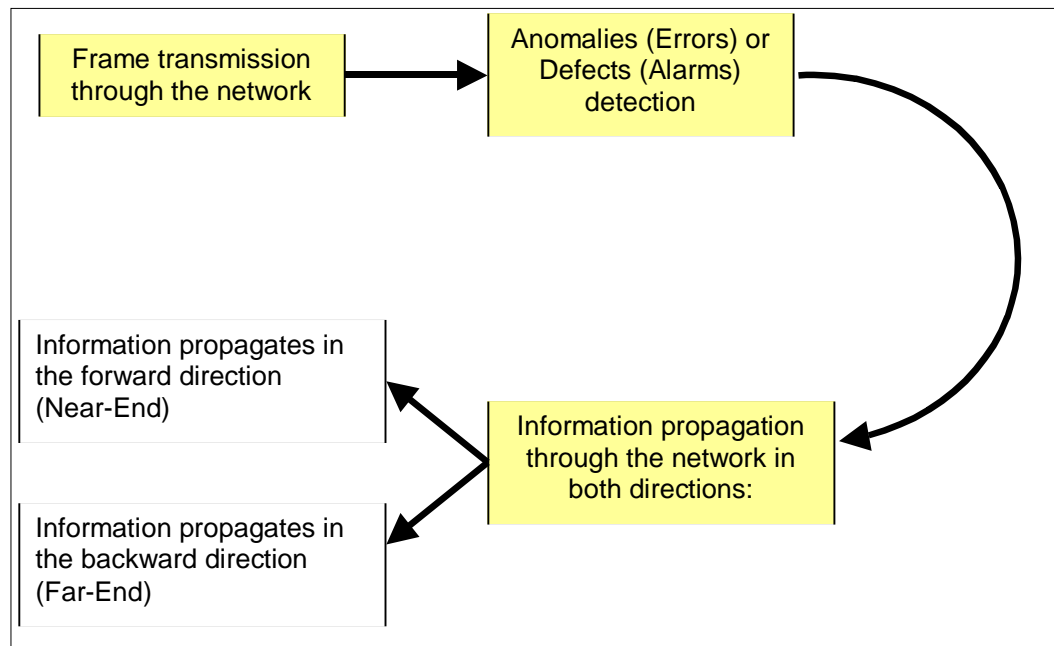 Frame transmission
through the network
Anomalies (Errors) or
Defects (Alarms)
detection
Information propagates in
the forward direction
(Near-End)
Information propagation
through the network in
both directions:
Information propagates in
the backward direction
(Far-End)